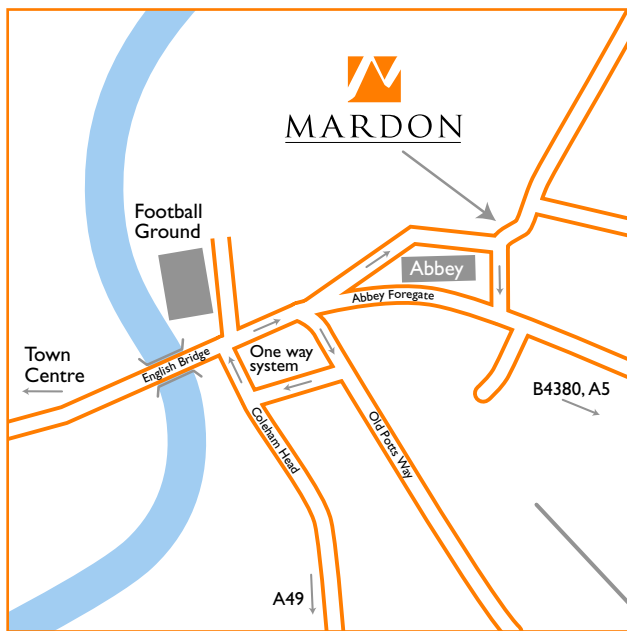 MARDON
Football
Ground
Abbey
Abbey Foregate
Town
Centre
English Bridge
One way
system
B4380, A5
Coleham Head
Old Potts Way
A49